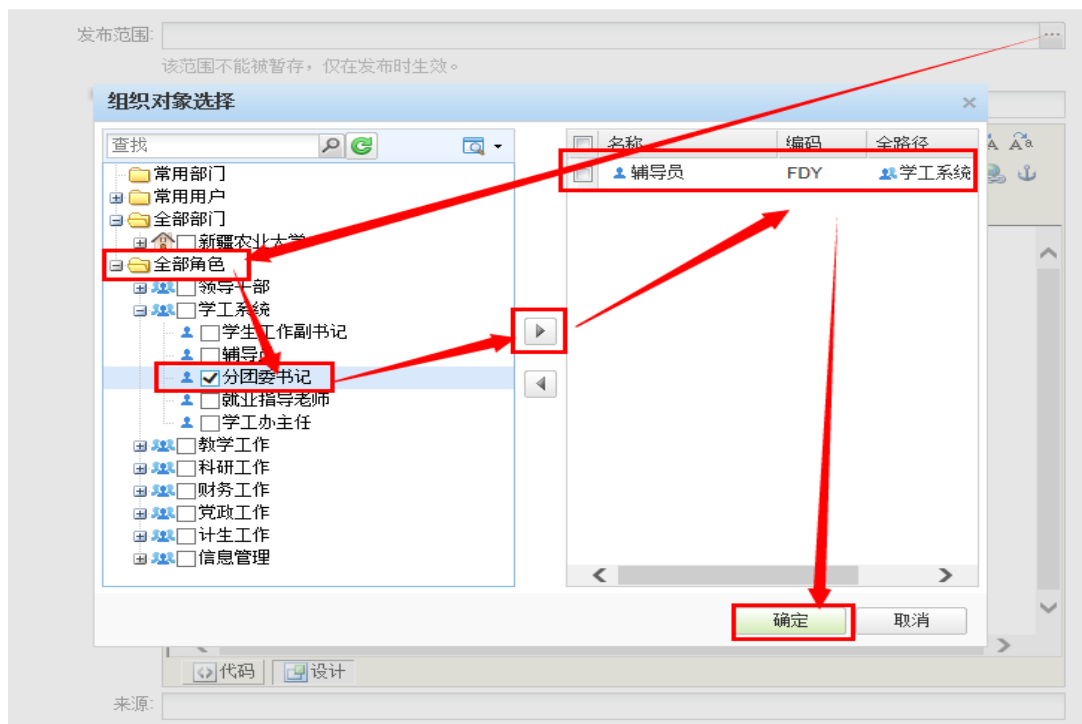 发布范围:
...
该范围不能被暂存，仅在发布时生效。
组织对象选择
查找
名称 编码 全路径
常用部门
辅导员 FDY 学工系统
常用用户
全部部门
新疆农业大学
全部角色
领导干部
学工系统
学生工作副书记
辅导员
分团委书记
就业指导老师
学工办主任
教学工作
科研工作
财务工作
党政工作
计生工作
信息管理
确定 取消
代码 设计
来源: